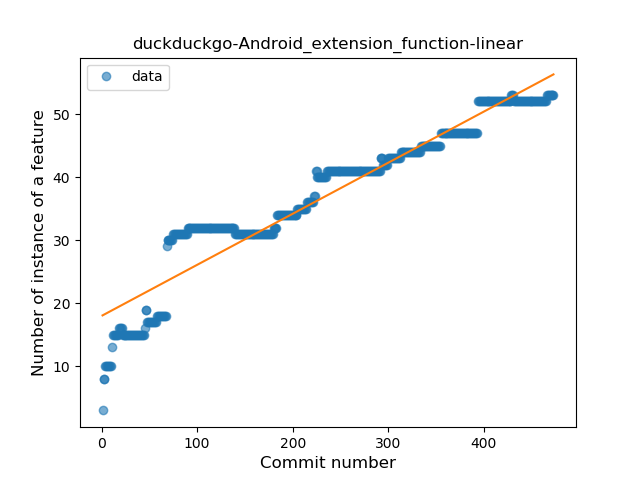 duckduckgo-Android_extension_function-linear
data
Number of instance of a feature
50
40
30
20
10
0
100
200
300
400
Commit number